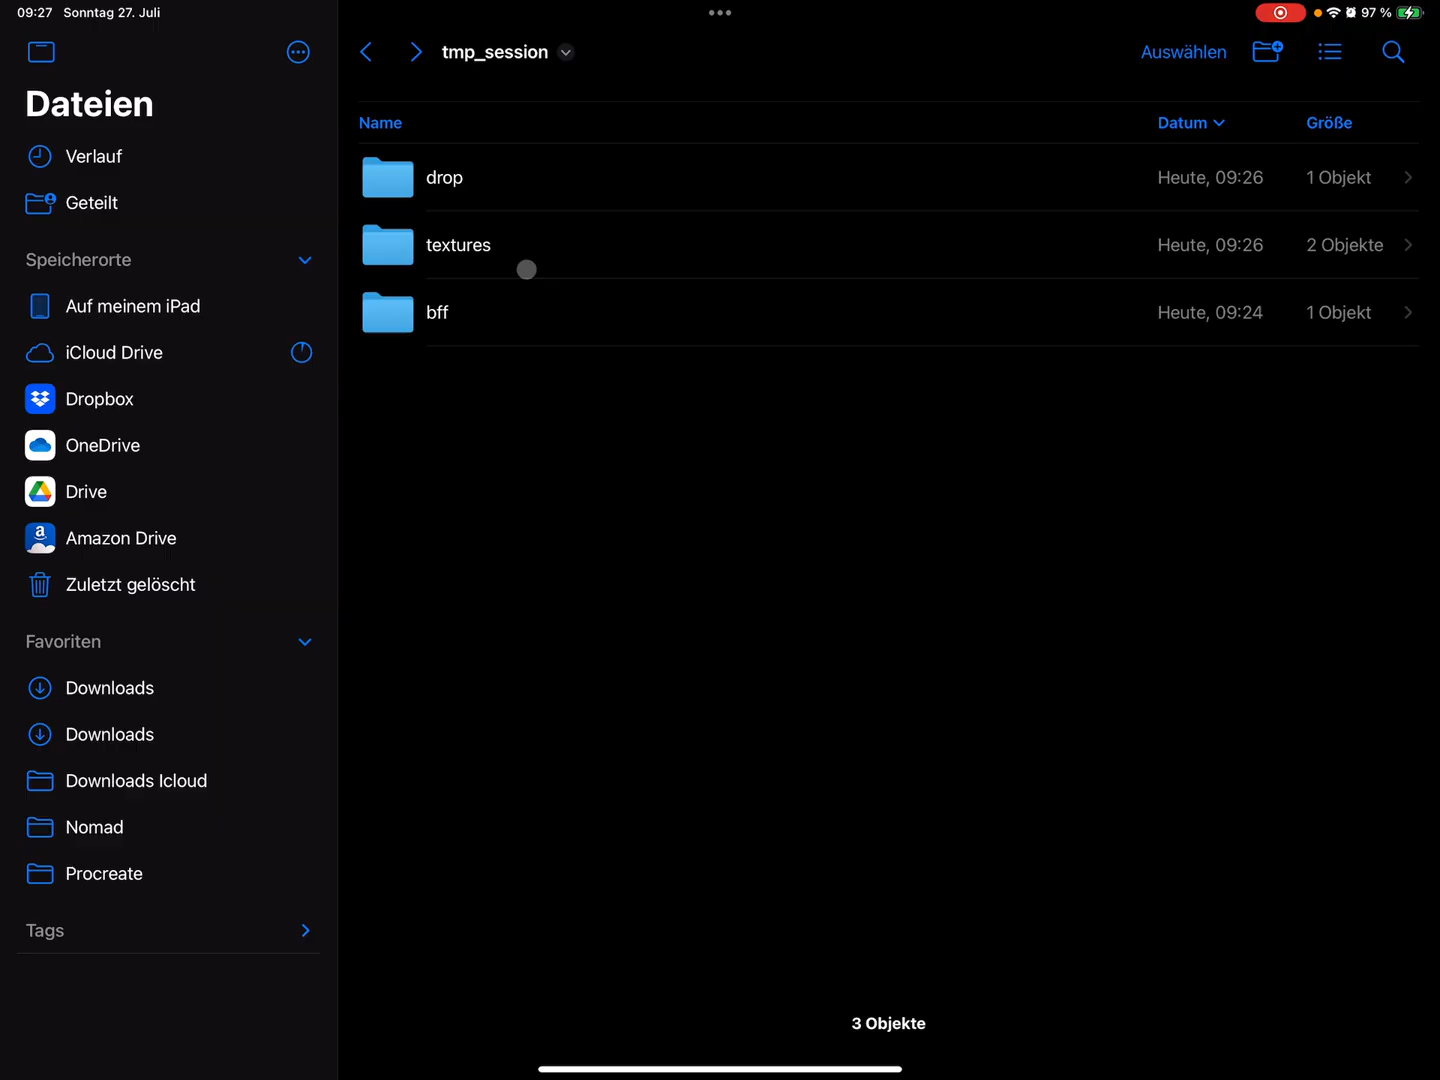 09:27 Sonntag 27. Juli
97 %
Dateien
Verlauf
Geteilt
Speicherorte
Auf meinem iPad
iCloud Drive
Dropbox
OneDrive
Drive
Amazon Drive
Zuletzt gelöscht
Favoriten
Downloads
Downloads
Downloads Icloud
Nomad
Procreate
Tags
tmp_session
Auswählen
Name Datum Größe
drop Heute, 09:26 1 Objekt
textures Heute, 09:26 2 Objekte
bff Heute, 09:24 1 Objekt
3 Objekte